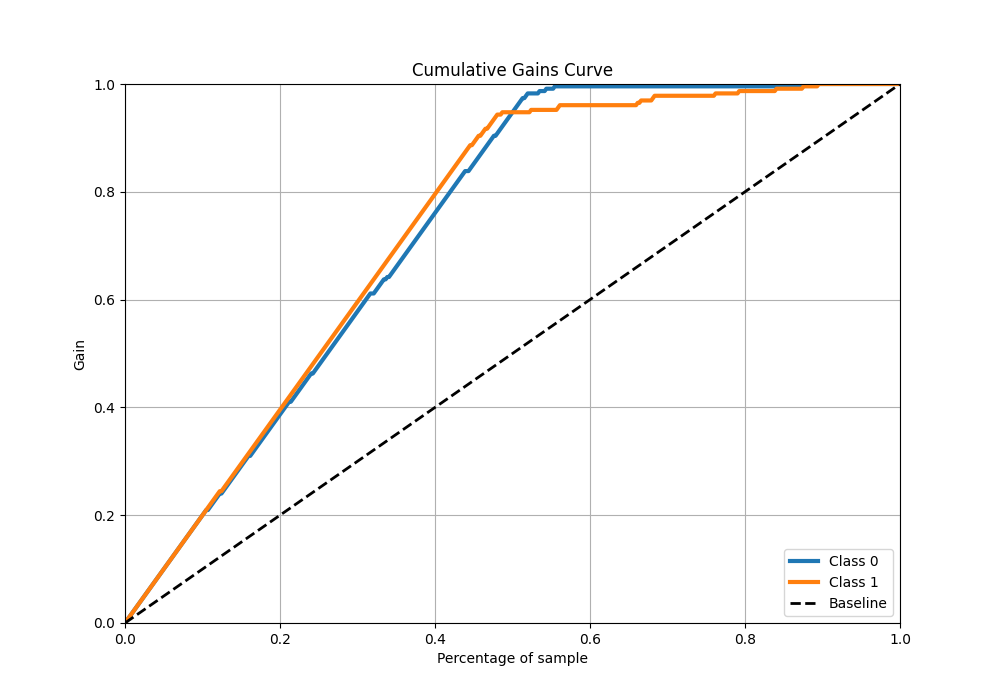 Cumulative Gains Curve
1.0
0.8
0.6
0.4
0.2
0.0
Gain
0.0 0.2 0.4 0.6 0.8 1.0
Percentage of sample
Class 0
Class 1
Baseline